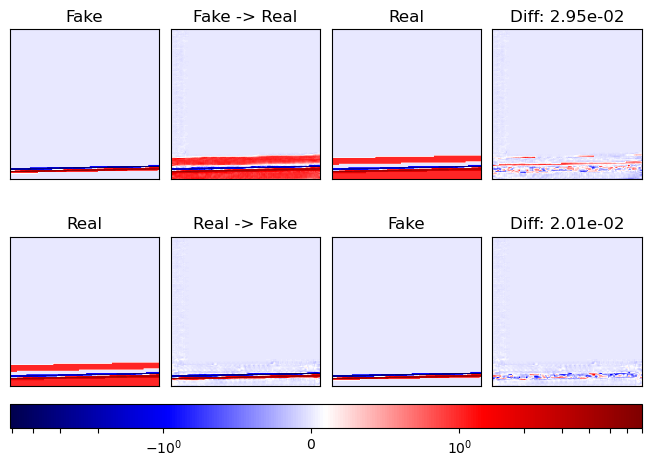 Fake Fake -> Real Real Diff: 2.95e-02
Real Real -> Fake Fake Diff: 2.01e-02
−10⁰ 0 10⁰